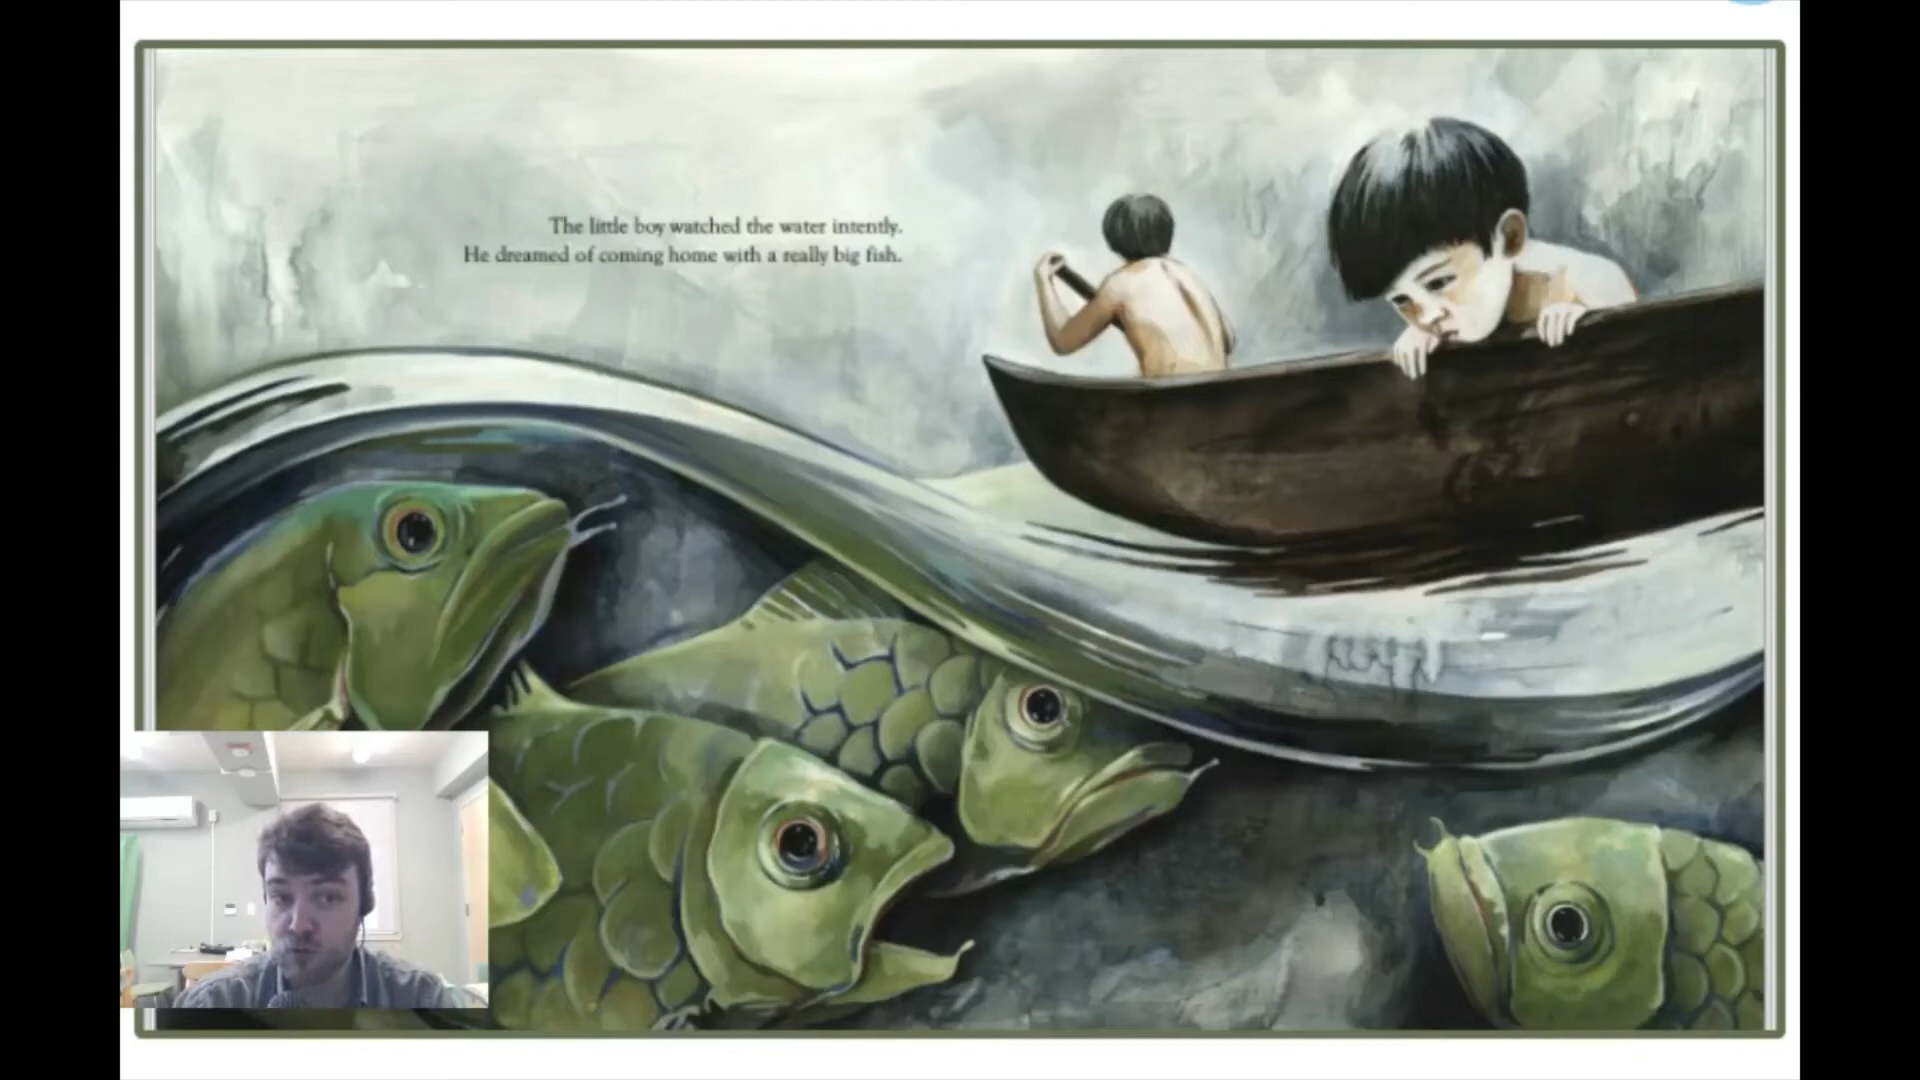 The little boy watched the water intently.
He dreamed of coming home with a really big fish.